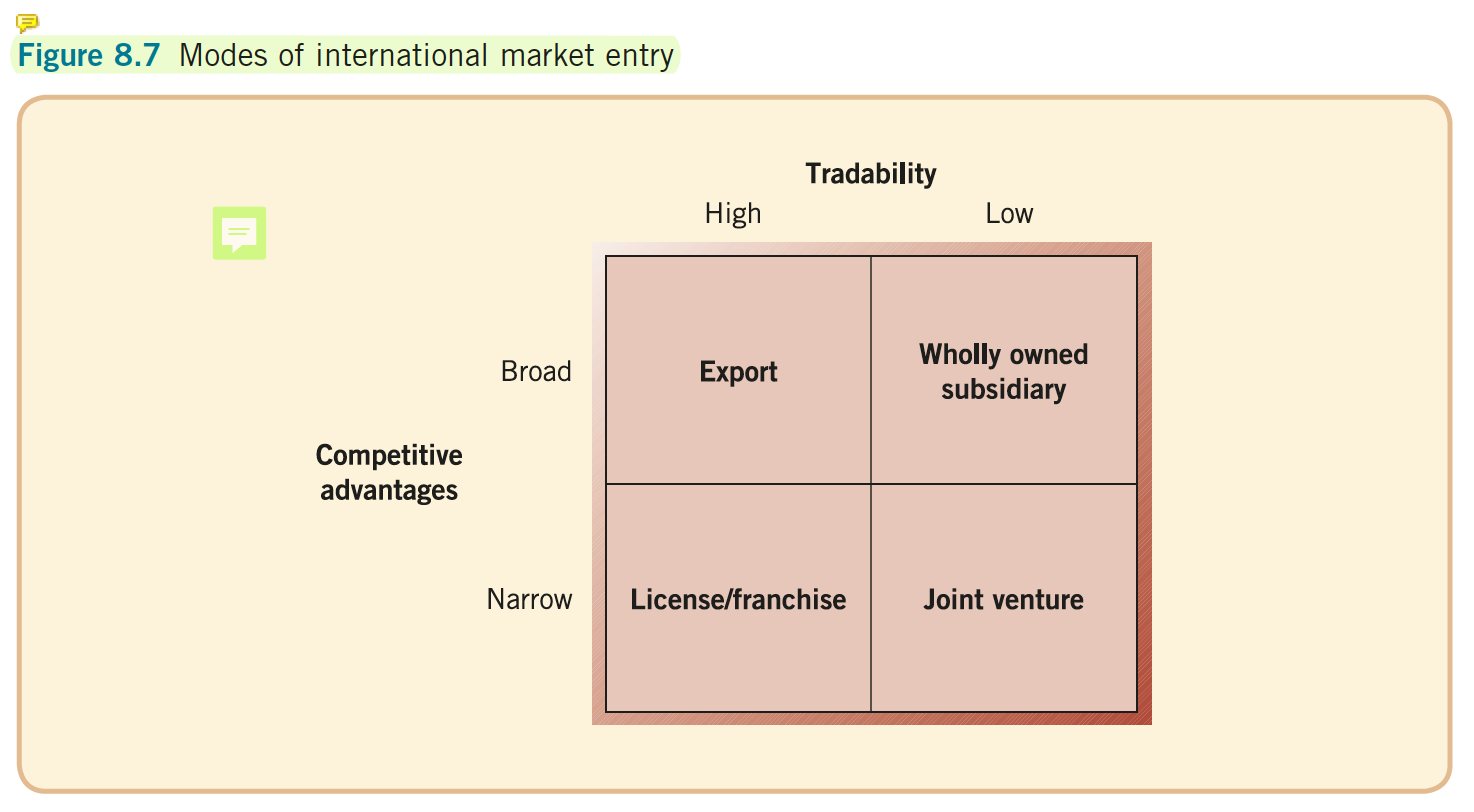 Figure 8.7 Modes of international market entry
Tradability
High Low
Broad
Export
Wholly owned
subsidiary
Competitive
advantages
Narrow
License/franchise
Joint venture